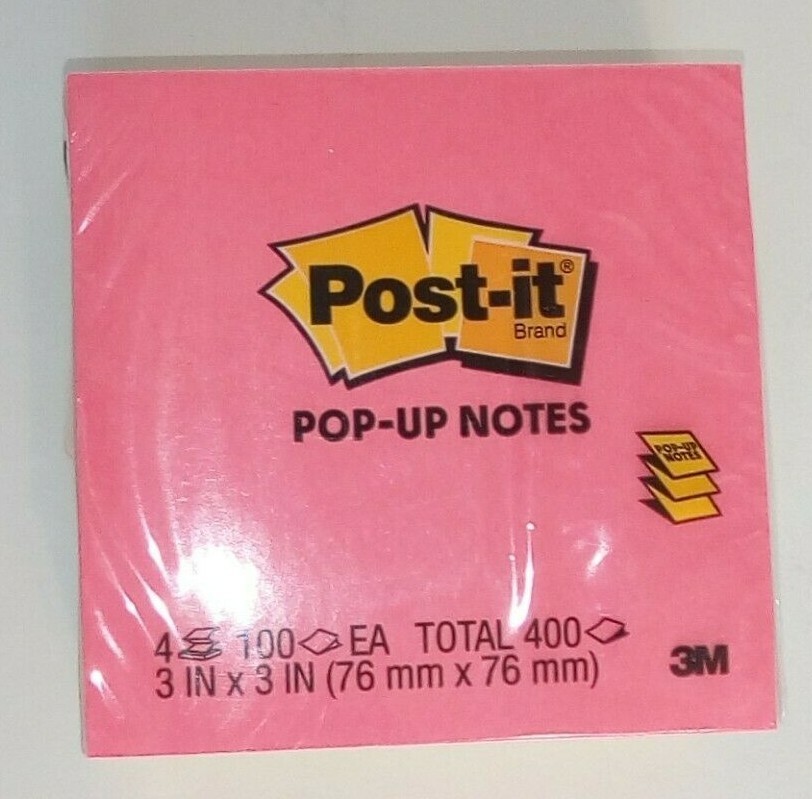 Post-it®
Brand
POP-UP NOTES
POP-UP
NOTES
4 100 EA TOTAL 400
3 IN x 3 IN (76 mm x 76 mm)
3M